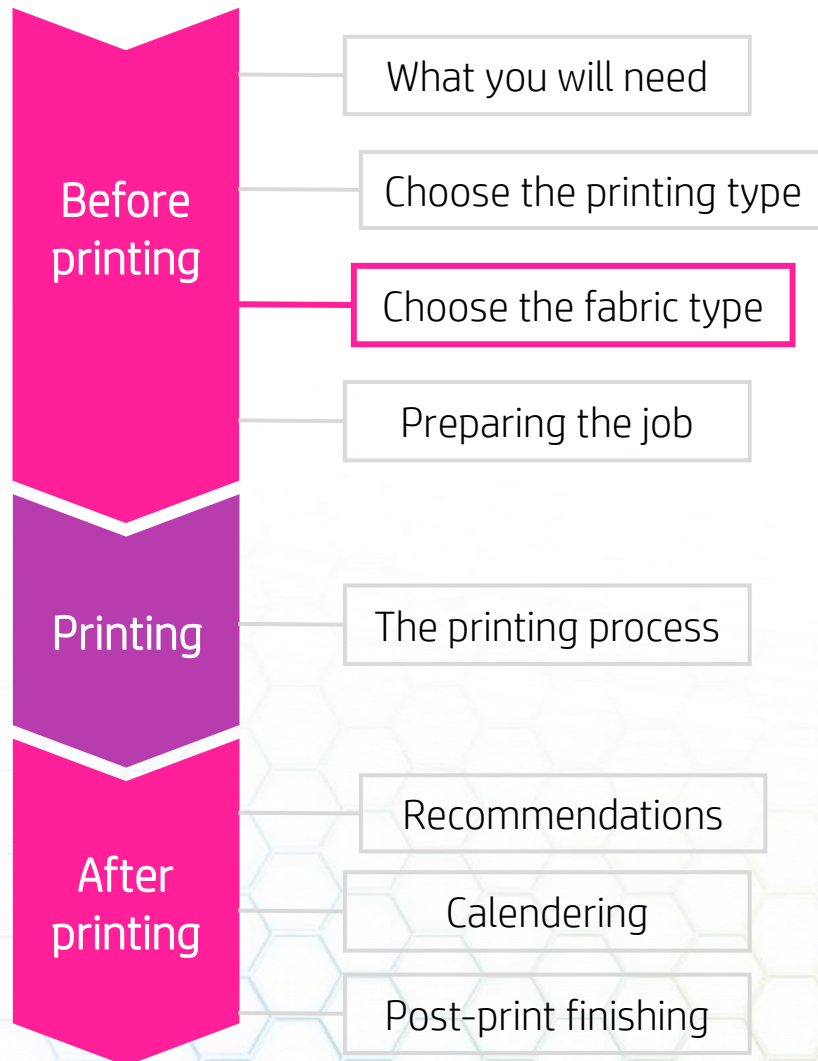 What you will need
Choose the printing type
Before
printing
Choose the fabric type
Preparing the job
Printing
The printing process
Recommendations
After
printing
Calendering
Post-print finishing